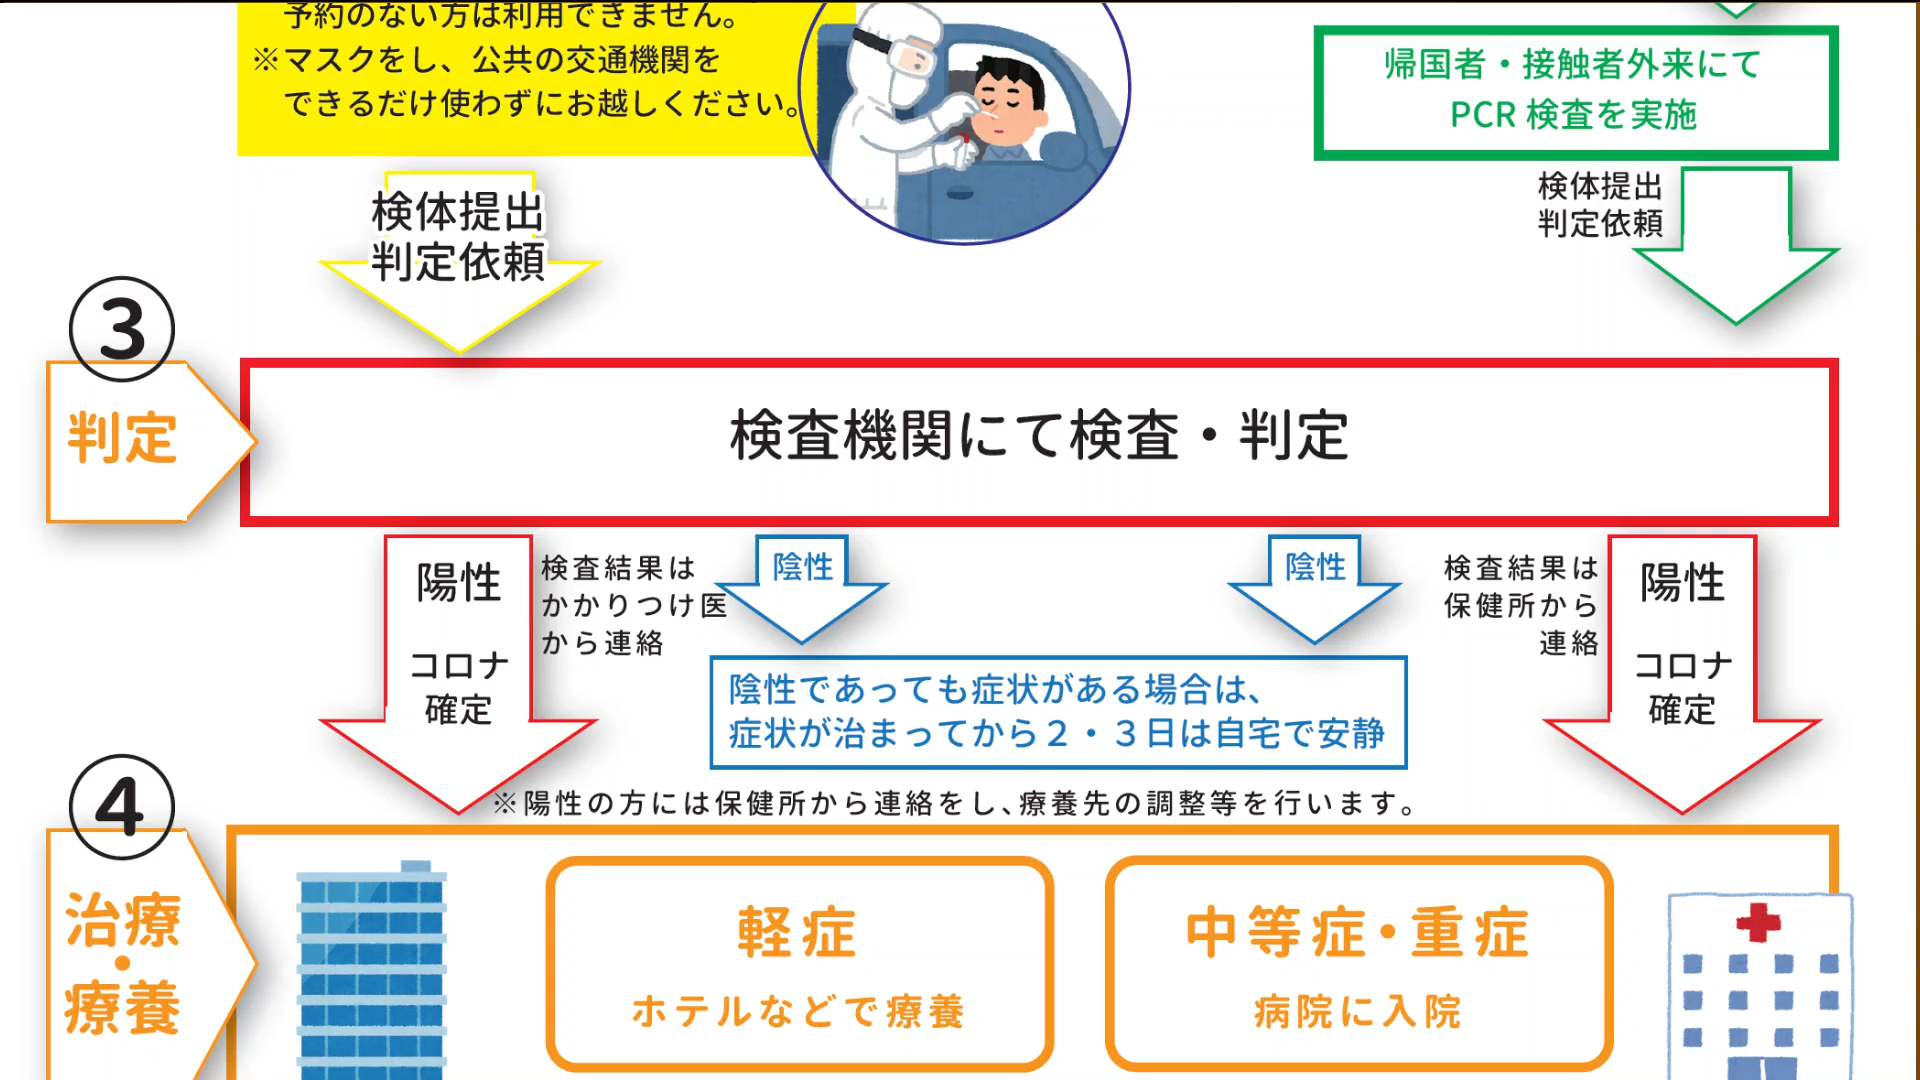 予約のない方は利用できません。
※マスクをし、公共の交通機関を
できるだけ使わずにお越しください。
帰国者・接触者外来にて
PCR 検査を実施
検体提出
判定依頼
検体提出
判定依頼
③
判定
検査機関にて検査・判定
陽性
コロナ
確定
検査結果は
かかりつけ医
から連絡
陰性
陰性
検査結果は
保健所から
連絡
陽性
コロナ
確定
陰性であっても症状がある場合は、
症状が治まってから２・３日は自宅で安静
※陽性の方には保健所から連絡をし、療養先の調整等を行います。
④
治療
・
療養
軽症
ホテルなどで療養
中等症・重症
病院に入院